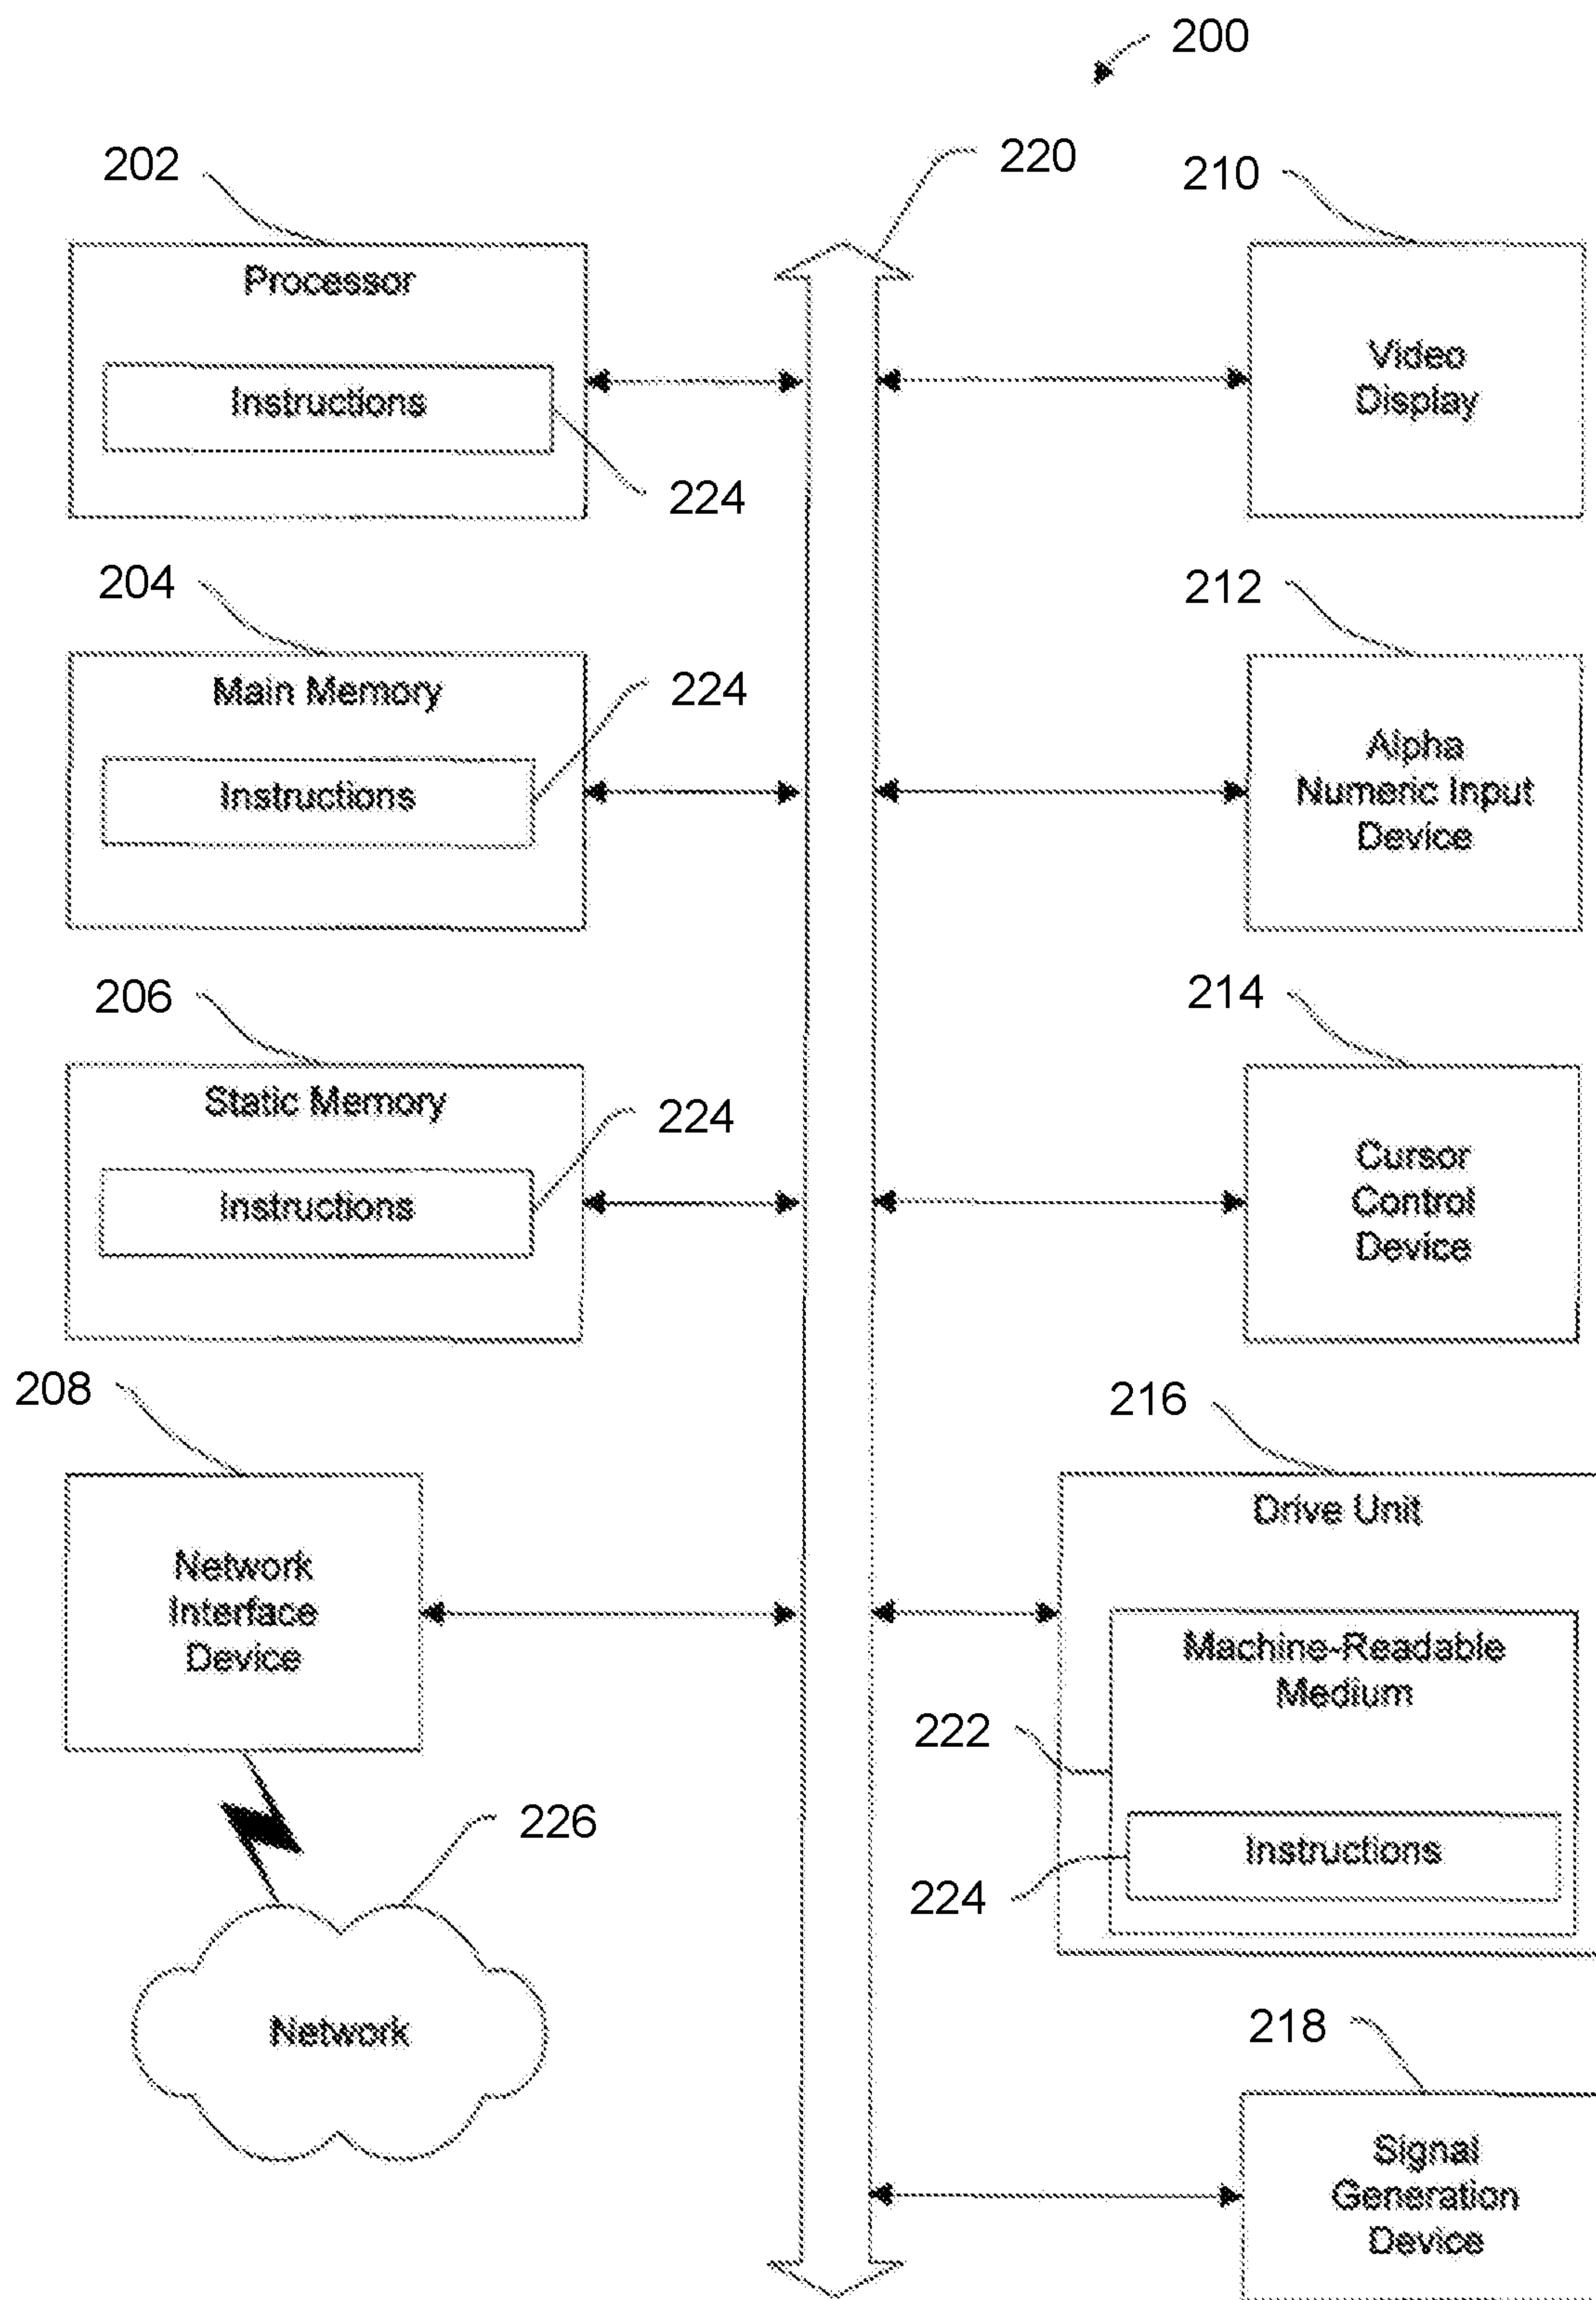 200
220
202
210
Processor
Instructions
224
Video
Display
204
212
Main Memory
224
Instructions
Alpha
Numeric Input
Device
206
214
Static Memory
224
Instructions
Cursor
Control
Device
208
216
Network
Interface
Device
Drive Unit
Machine-Readable
Medium
222
Instructions
224
226
Network
218
Signal
Generation
Device